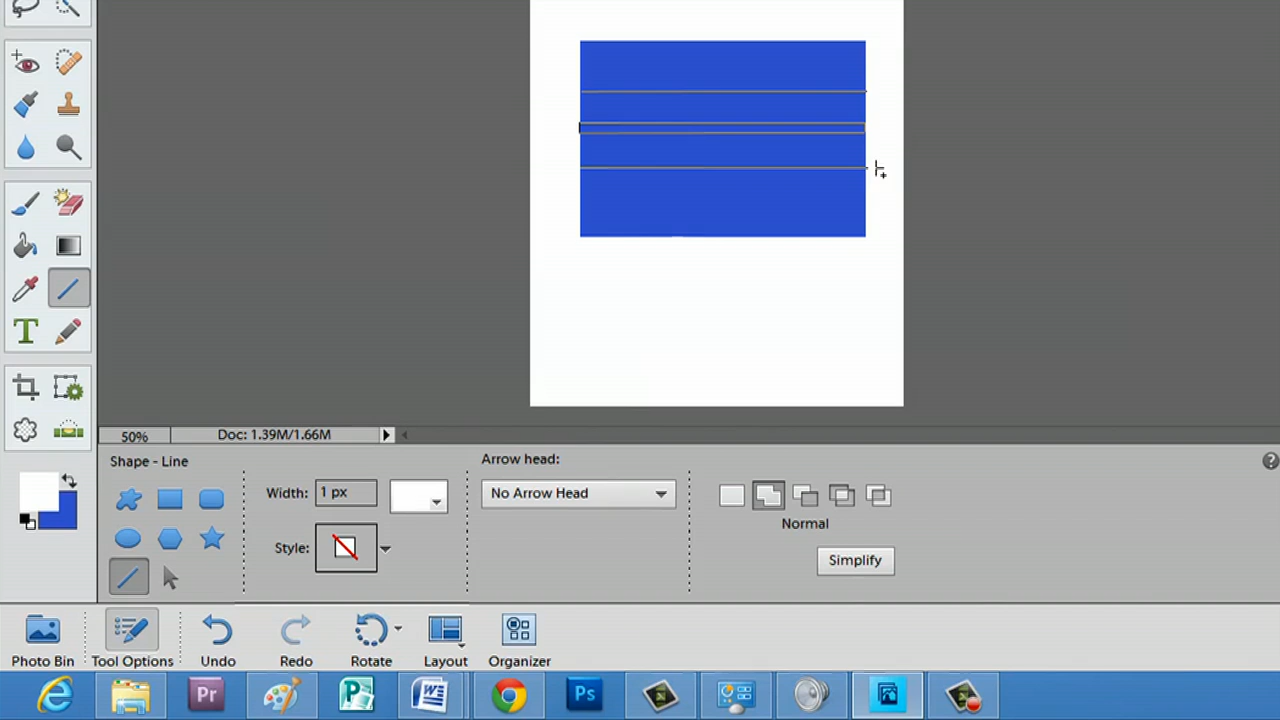 T
50%
Doc: 1.39M/1.66M
Shape - Line
Arrow head:
Width:
1 px
No Arrow Head
Normal
Style:
Simplify
Photo Bin
Tool Options
Undo
Redo
Rotate
Layout
Organizer
Pr
P
W
Ps